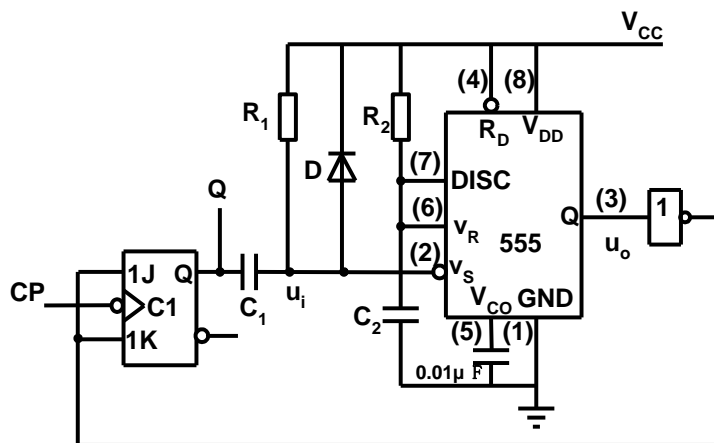 V_CC
(4) (8)
R_1
R_2
R_D
V_DD
D
(7)
DISC
Q
(6)
(3)
Q
1
v_R
555
u_o
(2)
v_S
1J
Q
CP
C1
C_1
u_i
V_CO
GND
C_2
1K
(5)
(1)
0.01μ F